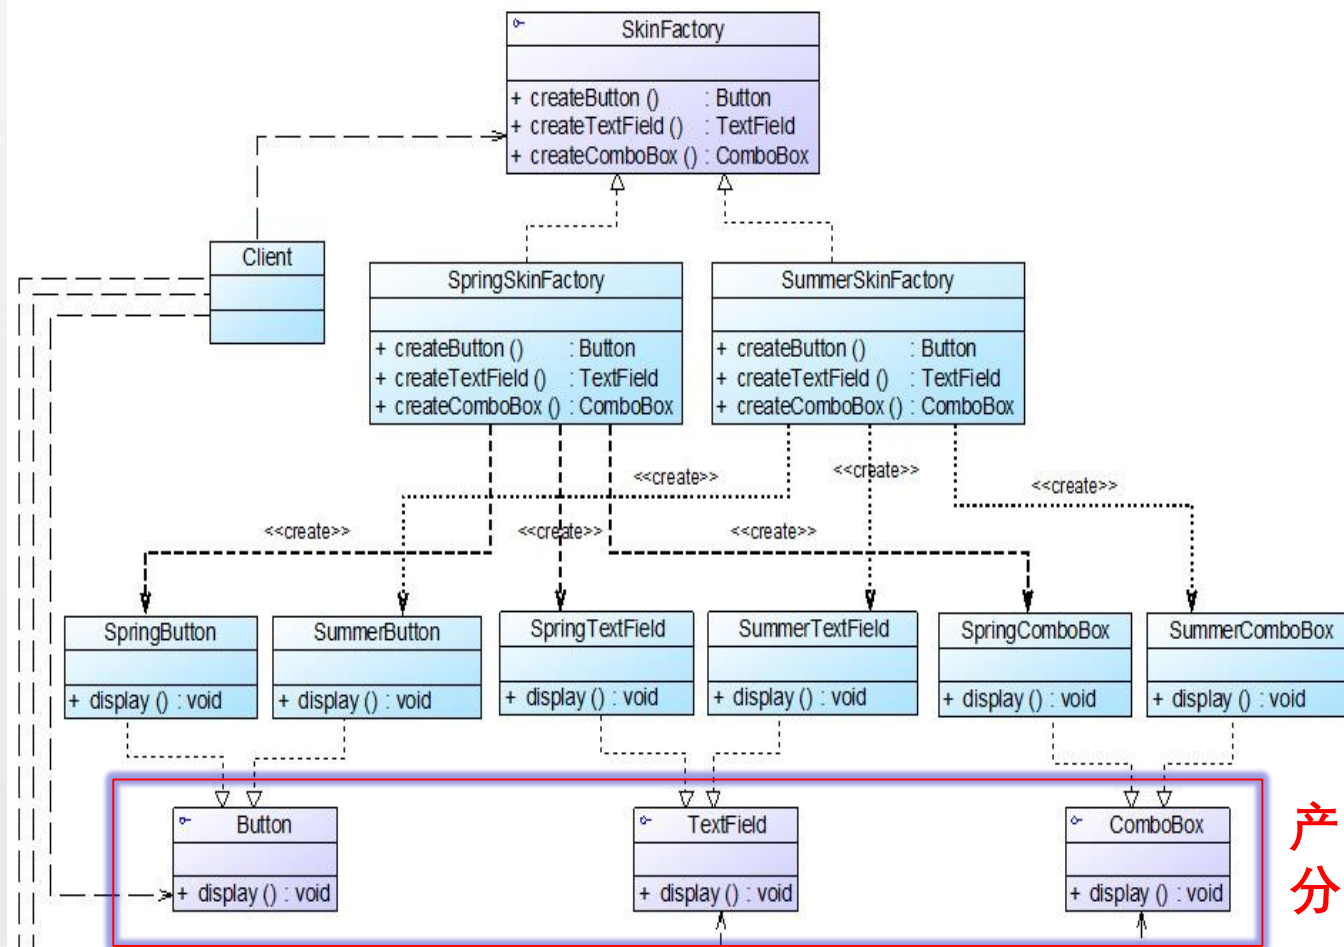 SkinFactory
+ createButton () : Button
+ createTextField () : TextField
+ createComboBox () : ComboBox
Client
SpringSkinFactory
+ createButton () : Button
+ createTextField () : TextField
+ createComboBox () : ComboBox
SummerSkinFactory
+ createButton () : Button
+ createTextField () : TextField
+ createComboBox () : ComboBox
<<create>>
<<create>>
<<create>>
<<create>>
<<create>>
<<create>>
SpringButton
+ display () : void
SummerButton
+ display () : void
SpringTextField
+ display () : void
SummerTextField
+ display () : void
SpringComboBox
+ display () : void
SummerComboBox
+ display () : void
Button
+ display () : void
TextField
+ display () : void
ComboBox
+ display () : void
产
分